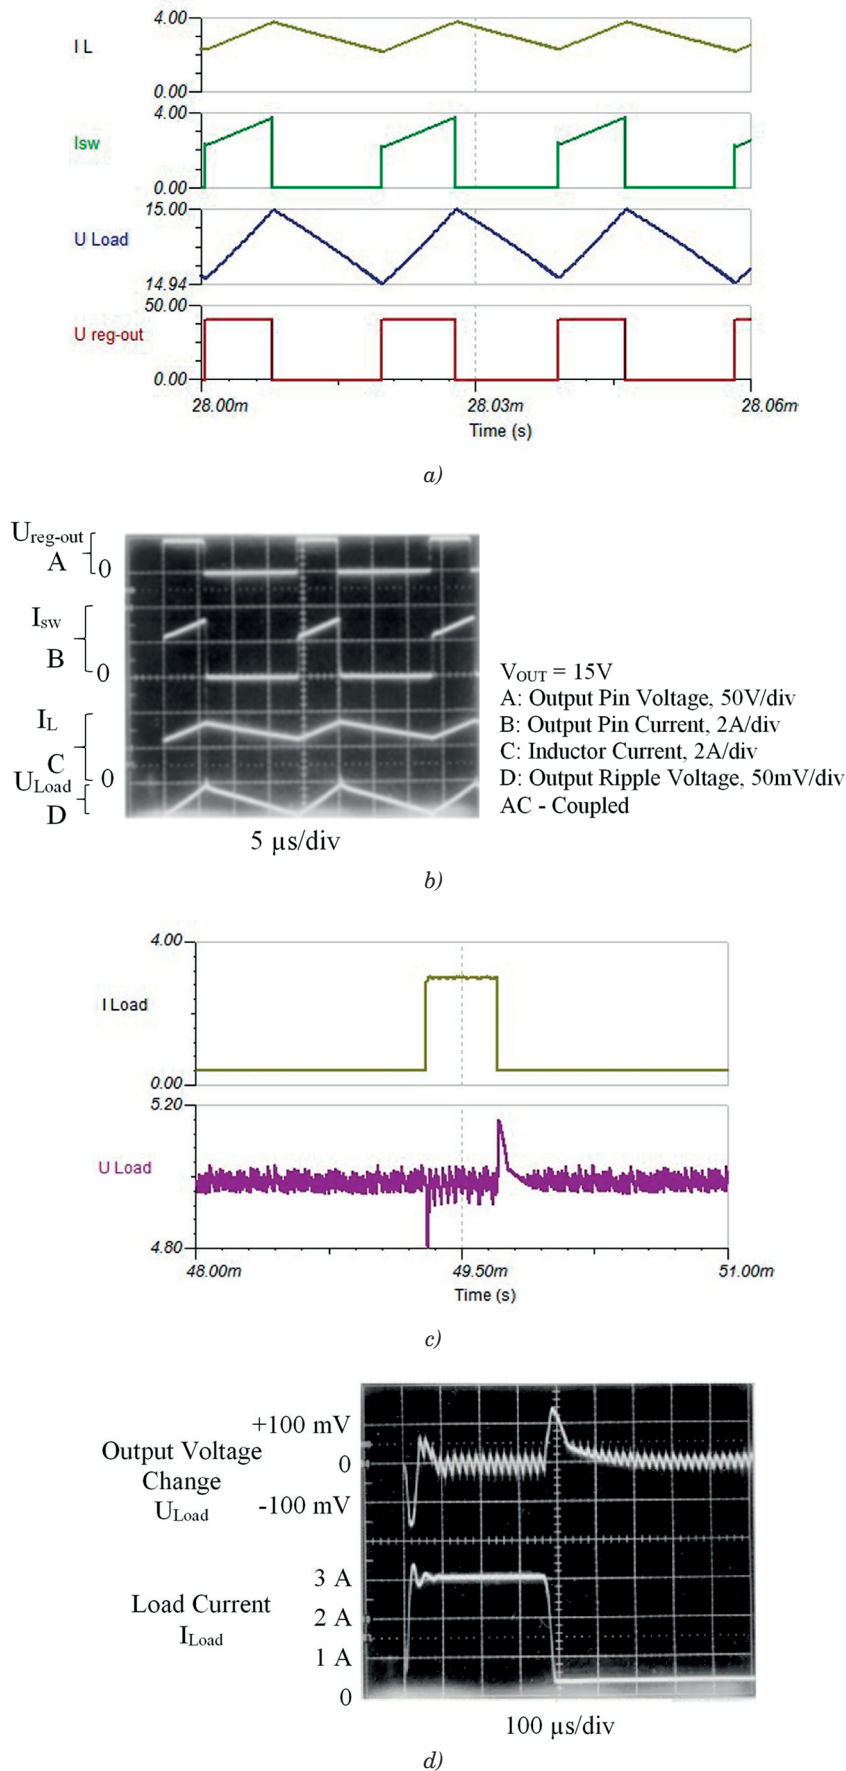 4.00
I L
0.00
4.00
Isw
0.00
15.00
U Load
14.94
50.00
U reg-out
0.00
28.00m 28.03m 28.06m
Time (s)
a)
Ureg-out
A 0
Isw
B 0
IL
C 0
ULoad
D
5 µs/div
VOUT = 15V
A: Output Pin Voltage, 50V/div
B: Output Pin Current, 2A/div
C: Inductor Current, 2A/div
D: Output Ripple Voltage, 50mV/div
AC - Coupled
b)
4.00
I Load
0.00
5.20
U Load
4.80
48.00m 49.50m 51.00m
Time (s)
c)
+100 mV
Output Voltage
Change
ULoad
0
-100 mV
3 A
Load Current
ILoad
2 A
1 A
0
100 µs/div
d)